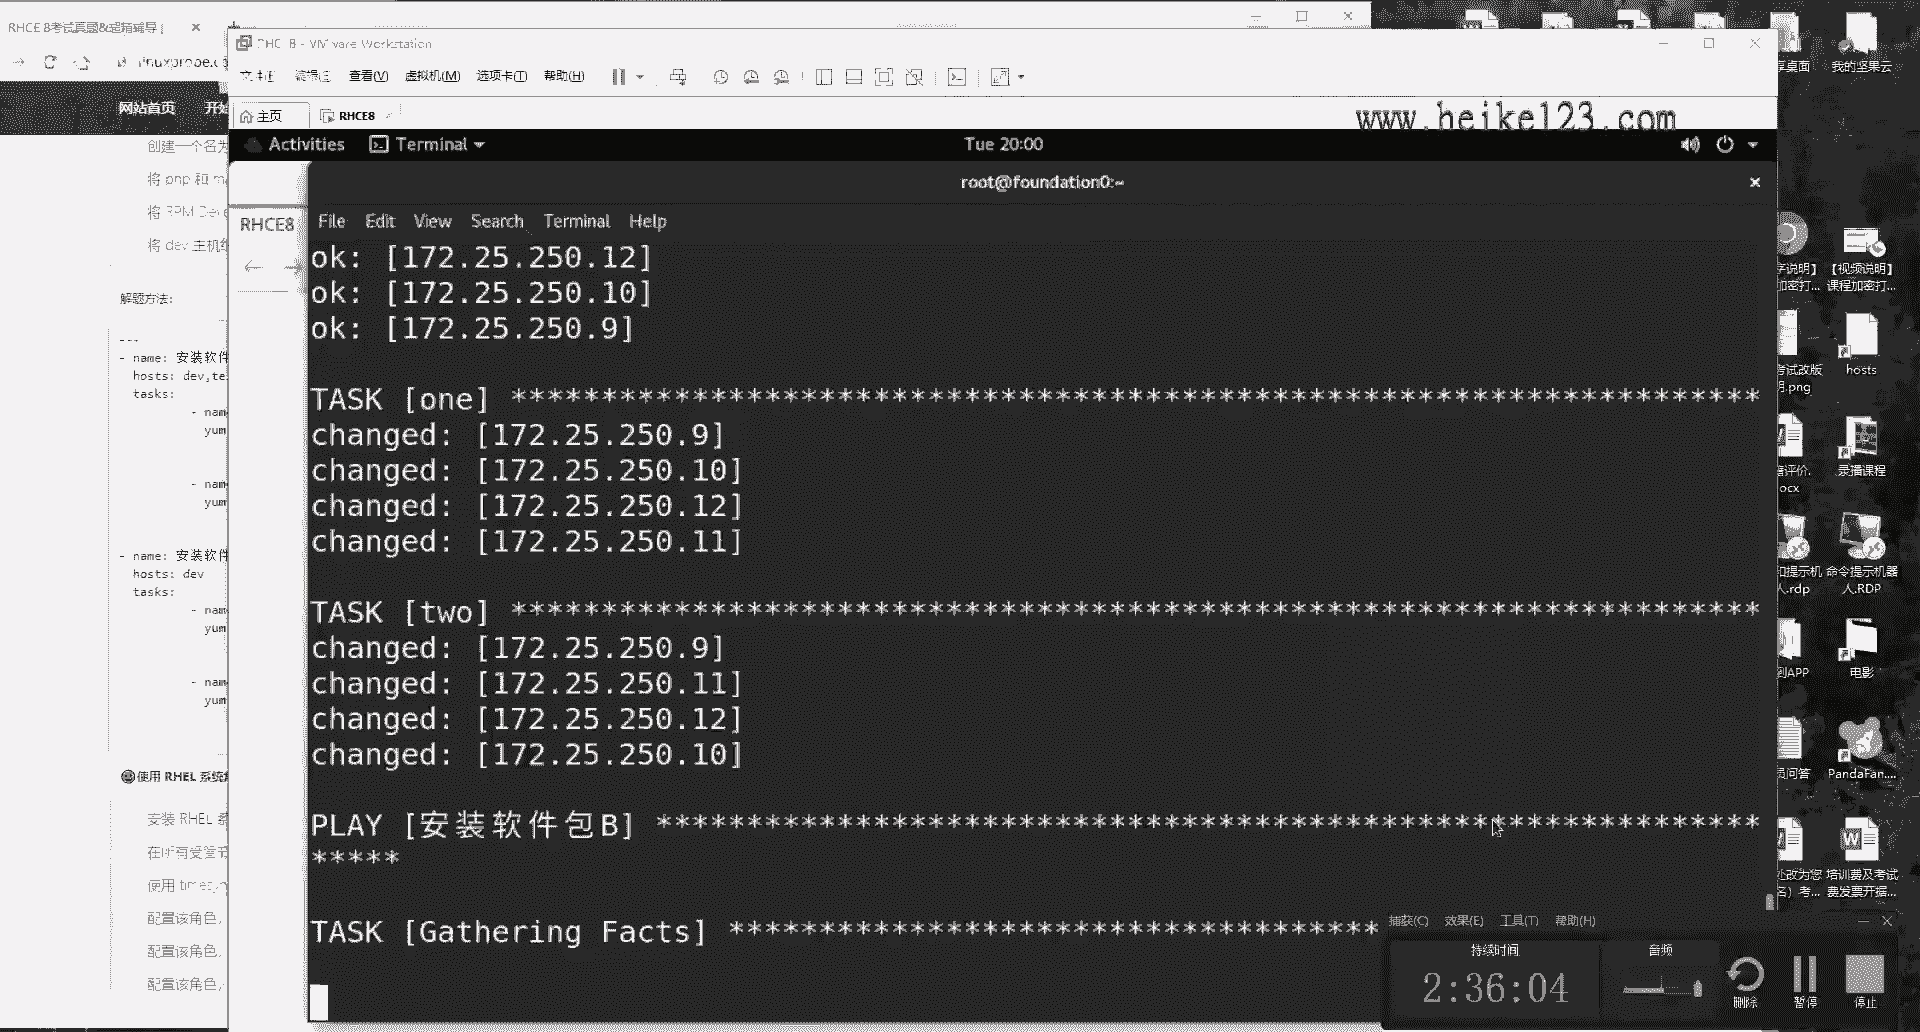 RHCE 8考试真题&超精辅导
linuxprobe.c
网站首页
创建一个名为
将 php 和 m
将 RPM Deve
将 dev 主机组
解题方法:
---
- name: 安装软件
hosts: dev,te
tasks:
- nam
yum
- nam
yum
- name: 安装软件
hosts: dev
tasks:
- nam
yum
- nam
yum
使用 RHEL 系统
安装 RHEL 系
在所有受管节
配置该角色,
配置该角色,
配置该角色,
RHCE8
VMware Workstation
文件(F) 编辑(E) 查看(V) 虚拟机(M) 选项卡(T) 帮助(H)
主页 RHCE8
www.heike123.com
Activities Terminal Tue 20:00
root@foundation0:~
File Edit View Search Terminal Help
ok: [172.25.250.12]
ok: [172.25.250.10]
ok: [172.25.250.9]
TASK [one] *********************************************************************
changed: [172.25.250.9]
changed: [172.25.250.10]
changed: [172.25.250.12]
changed: [172.25.250.11]
TASK [two] *********************************************************************
changed: [172.25.250.9]
changed: [172.25.250.11]
changed: [172.25.250.12]
changed: [172.25.250.10]
PLAY [安装软件包B] *************************************************************
*****
TASK [Gathering Facts] ************************************
捕获(C) 效果(E) 工具(T) 帮助(H)
持续时间 音频
2:36:04
删除 暂停 停止
我的坚果云
【视频说明】
课程加密打...
hosts
录播课程
命令提示机器
人.RDP
电影
PandaFan....
培训费及考试
费发票开据...